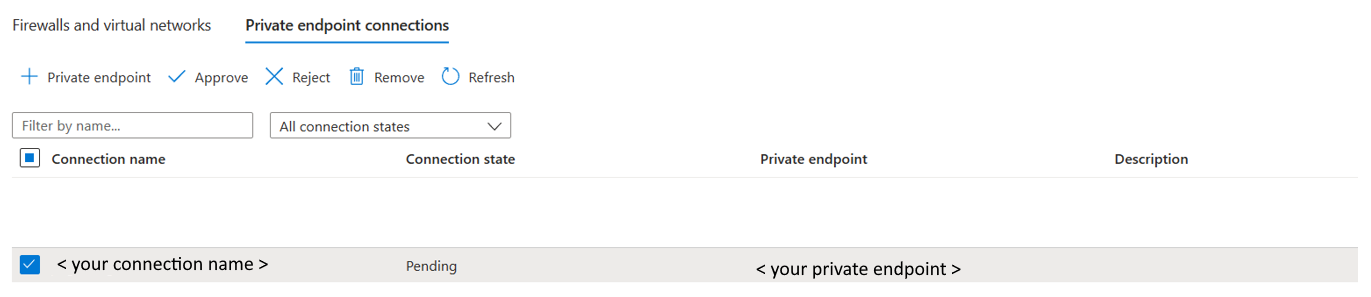 Firewalls and virtual networks Private endpoint connections
Private endpoint Approve Reject Remove Refresh
Filter by name... All connection states
Connection name Connection state Private endpoint Description
< your connection name > Pending < your private endpoint >